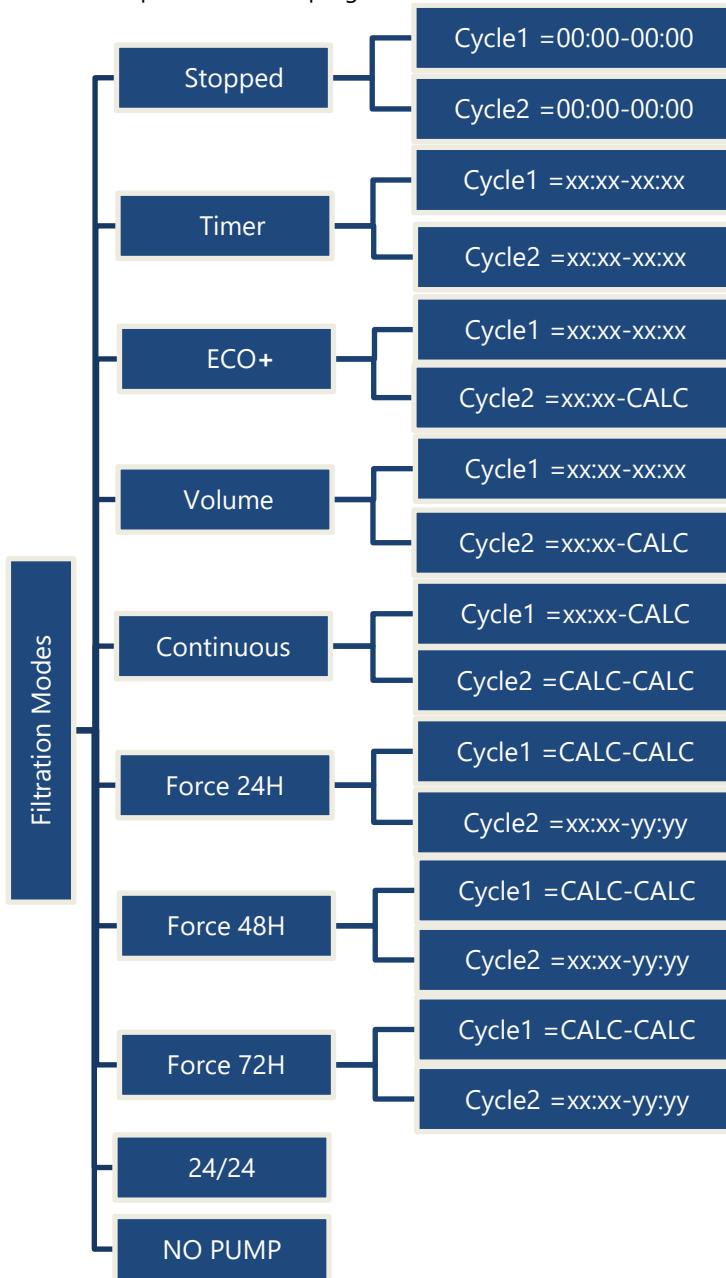 Filtration Modes
Stopped
Cycle1 =00:00-00:00
Cycle2 =00:00-00:00
Timer
Cycle1 =xx:xx-xx:xx
Cycle2 =xx:xx-xx:xx
ECO+
Cycle1 =xx:xx-xx:xx
Cycle2 =xx:xx-CALC
Volume
Cycle1 =xx:xx-xx:xx
Cycle2 =xx:xx-CALC
Continuous
Cycle1 =xx:xx-CALC
Cycle2 =CALC-CALC
Force 24H
Cycle1 =CALC-CALC
Cycle2 =xx:xx-yy:yy
Force 48H
Cycle1 =CALC-CALC
Cycle2 =xx:xx-yy:yy
Force 72H
Cycle1 =CALC-CALC
Cycle2 =xx:xx-yy:yy
24/24
NO PUMP